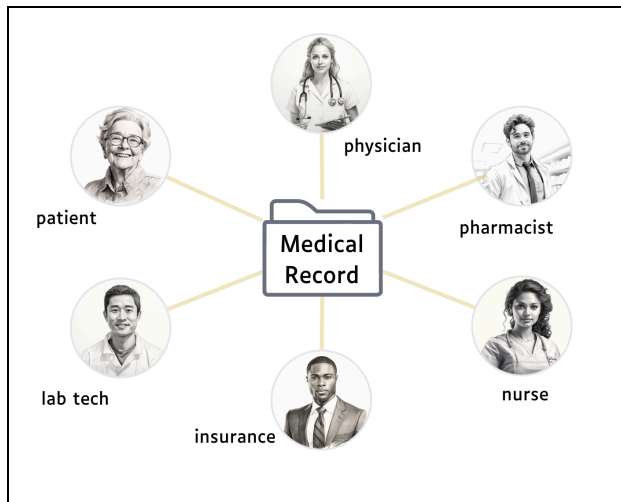 physician
patient
pharmacist
Medical
Record
lab tech
nurse
insurance